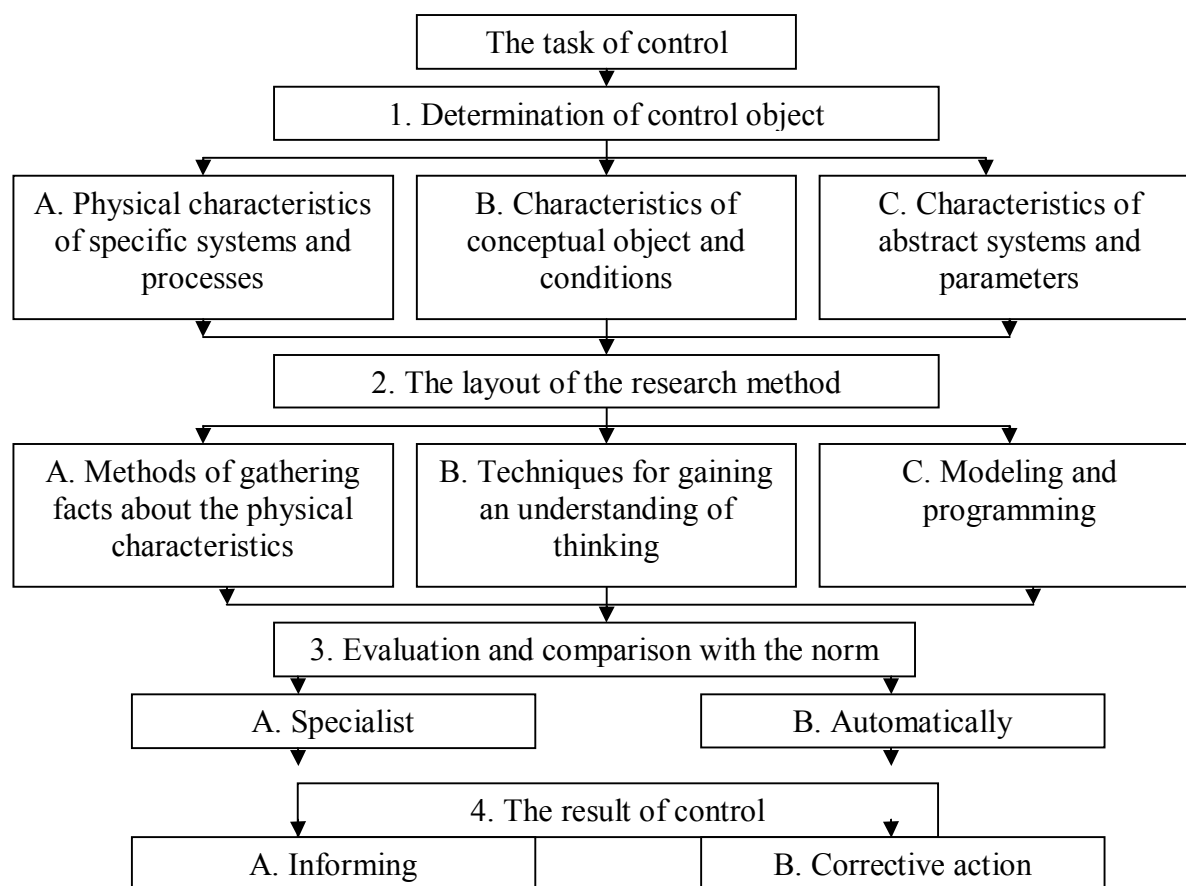 The task of control
1. Determination of control object
A. Physical characteristics
of specific systems and
processes
B. Characteristics of
conceptual object and
conditions
C. Characteristics of
abstract systems and
parameters
2. The layout of the research method
A. Methods of gathering
facts about the physical
characteristics
B. Techniques for gaining
an understanding of
thinking
C. Modeling and
programming
3. Evaluation and comparison with the norm
A. Specialist
B. Automatically
4. The result of control
A. Informing
B. Corrective action